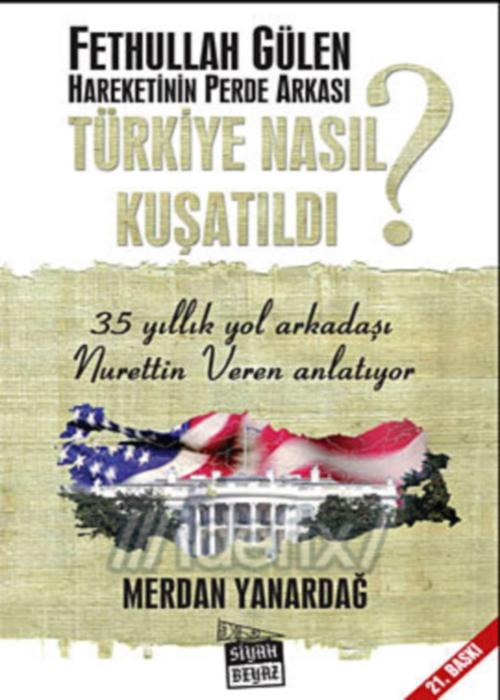 FETHULLAH GÜLEN
HAREKETİNİN PERDE ARKASI
TÜRKİYE NASIL
KUŞATILDI ?
35 yıllık yol arkadaşı
Nurettin Veren anlatıyor
MERDAN YANARDAĞ
SİYAH
BEYAZ
21. BASKI